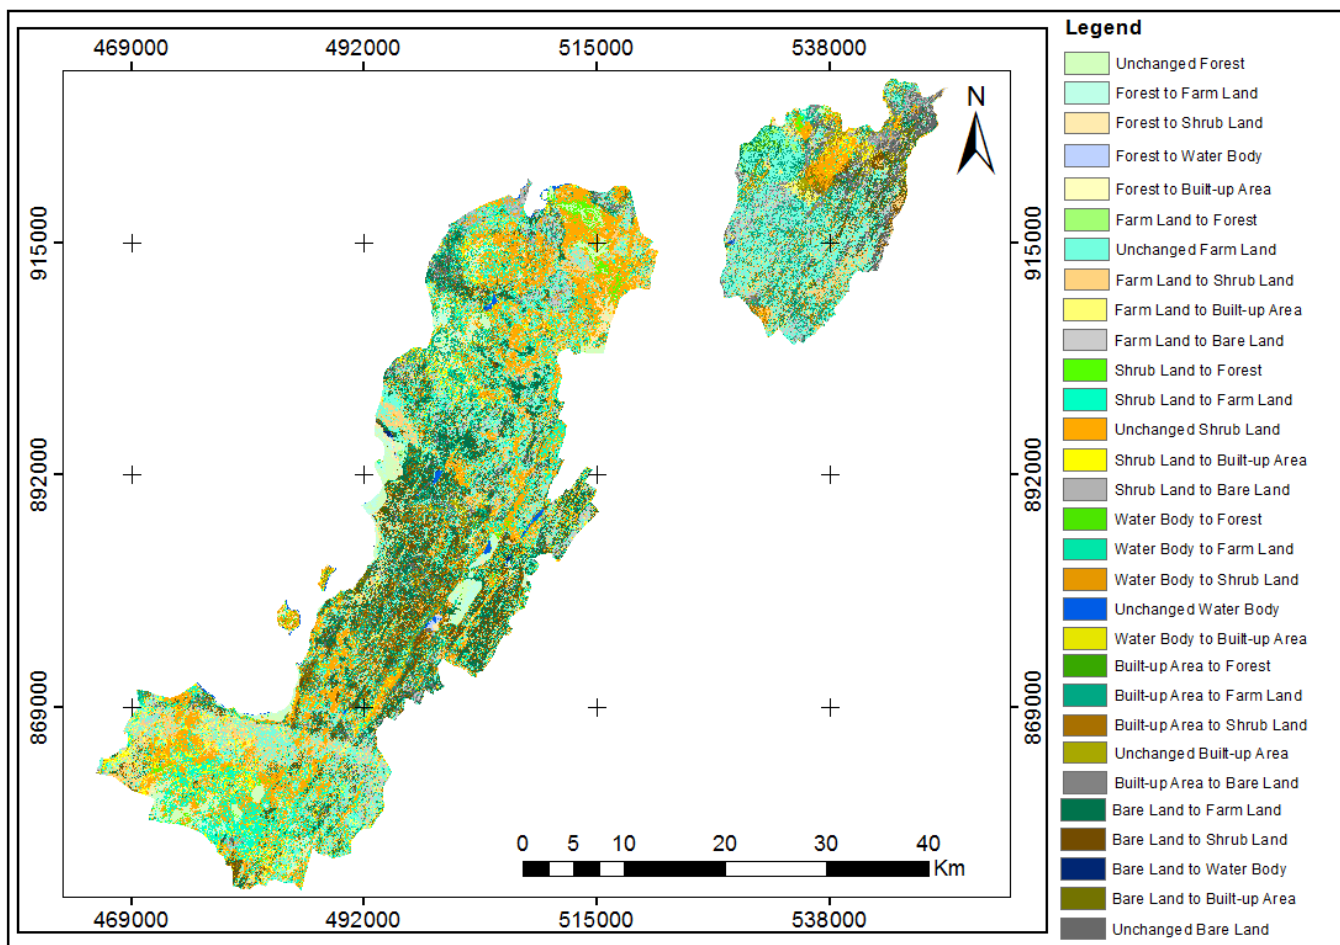 Legend
469000 492000 515000 538000
N
915000 915000
892000 892000
869000 869000
0 5 10 20 30 40
Km
469000 492000 515000 538000
Unchanged Forest
Forest to Farm Land
Forest to Shrub Land
Forest to Water Body
Forest to Built-up Area
Farm Land to Forest
Unchanged Farm Land
Farm Land to Shrub Land
Farm Land to Built-up Area
Farm Land to Bare Land
Shrub Land to Forest
Shrub Land to Farm Land
Unchanged Shrub Land
Shrub Land to Built-up Area
Shrub Land to Bare Land
Water Body to Forest
Water Body to Farm Land
Water Body to Shrub Land
Unchanged Water Body
Water Body to Built-up Area
Built-up Area to Forest
Built-up Area to Farm Land
Built-up Area to Shrub Land
Unchanged Built-up Area
Built-up Area to Bare Land
Bare Land to Farm Land
Bare Land to Shrub Land
Bare Land to Water Body
Bare Land to Built-up Area
Unchanged Bare Land